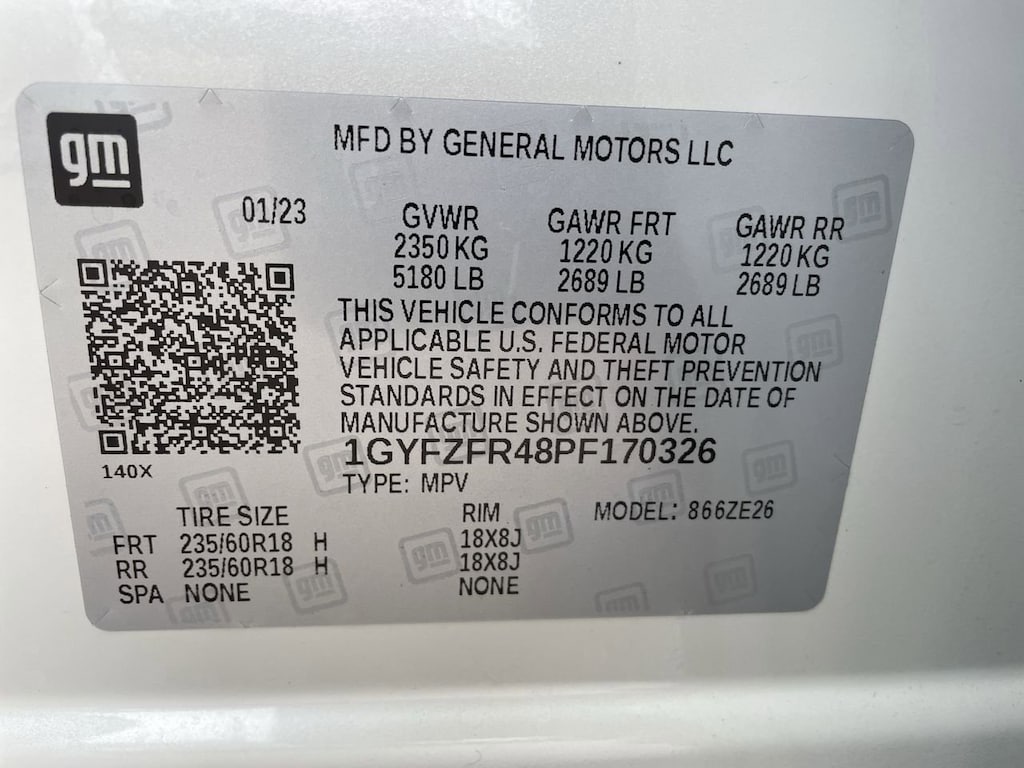 gm
MFD BY GENERAL MOTORS LLC
01/23 GVWR GAWR FRT GAWR RR
2350 KG 1220 KG 1220 KG
5180 LB 2689 LB 2689 LB
THIS VEHICLE CONFORMS TO ALL
APPLICABLE U.S. FEDERAL MOTOR
VEHICLE SAFETY AND THEFT PREVENTION
STANDARDS IN EFFECT ON THE DATE OF
MANUFACTURE SHOWN ABOVE.
1GYFZFR48PF170326
140X
TYPE: MPV
TIRE SIZE RIM MODEL: 866ZE26
FRT 235/60R18 H 18X8J
RR 235/60R18 H 18X8J
SPA NONE NONE